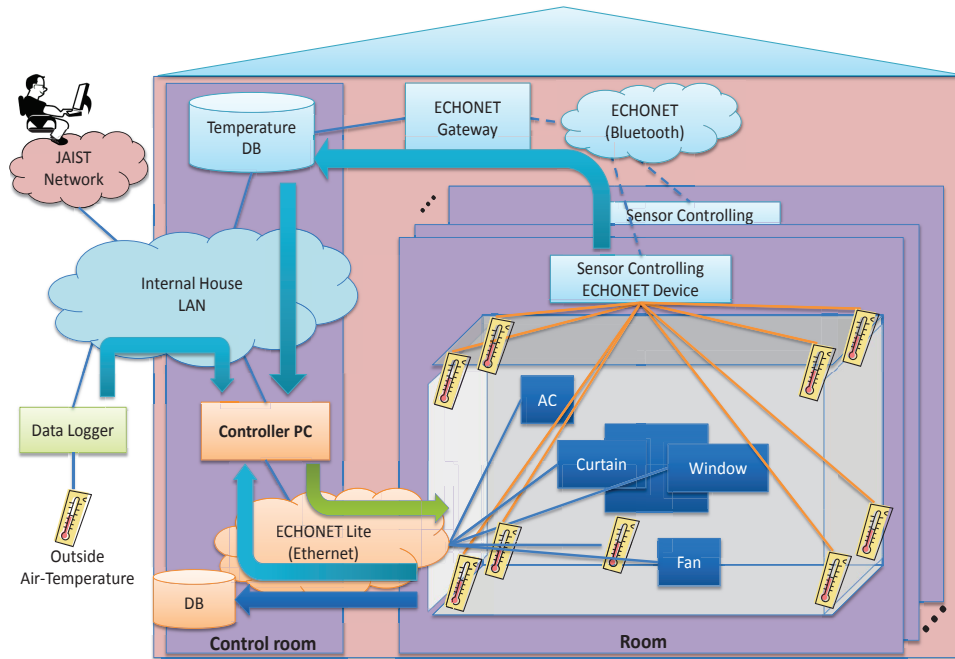 Temperature
DB
ECHONET
Gateway
ECHONET
(Bluetooth)
JAIST
Network
Sensor Controlling
Internal House
LAN
Sensor Controlling
ECHONET Device
AC
Data Logger
Controller PC
Curtain
Window
ECHONET Lite
(Ethernet)
Fan
Outside
Air-Temperature
DB
Control room
Room